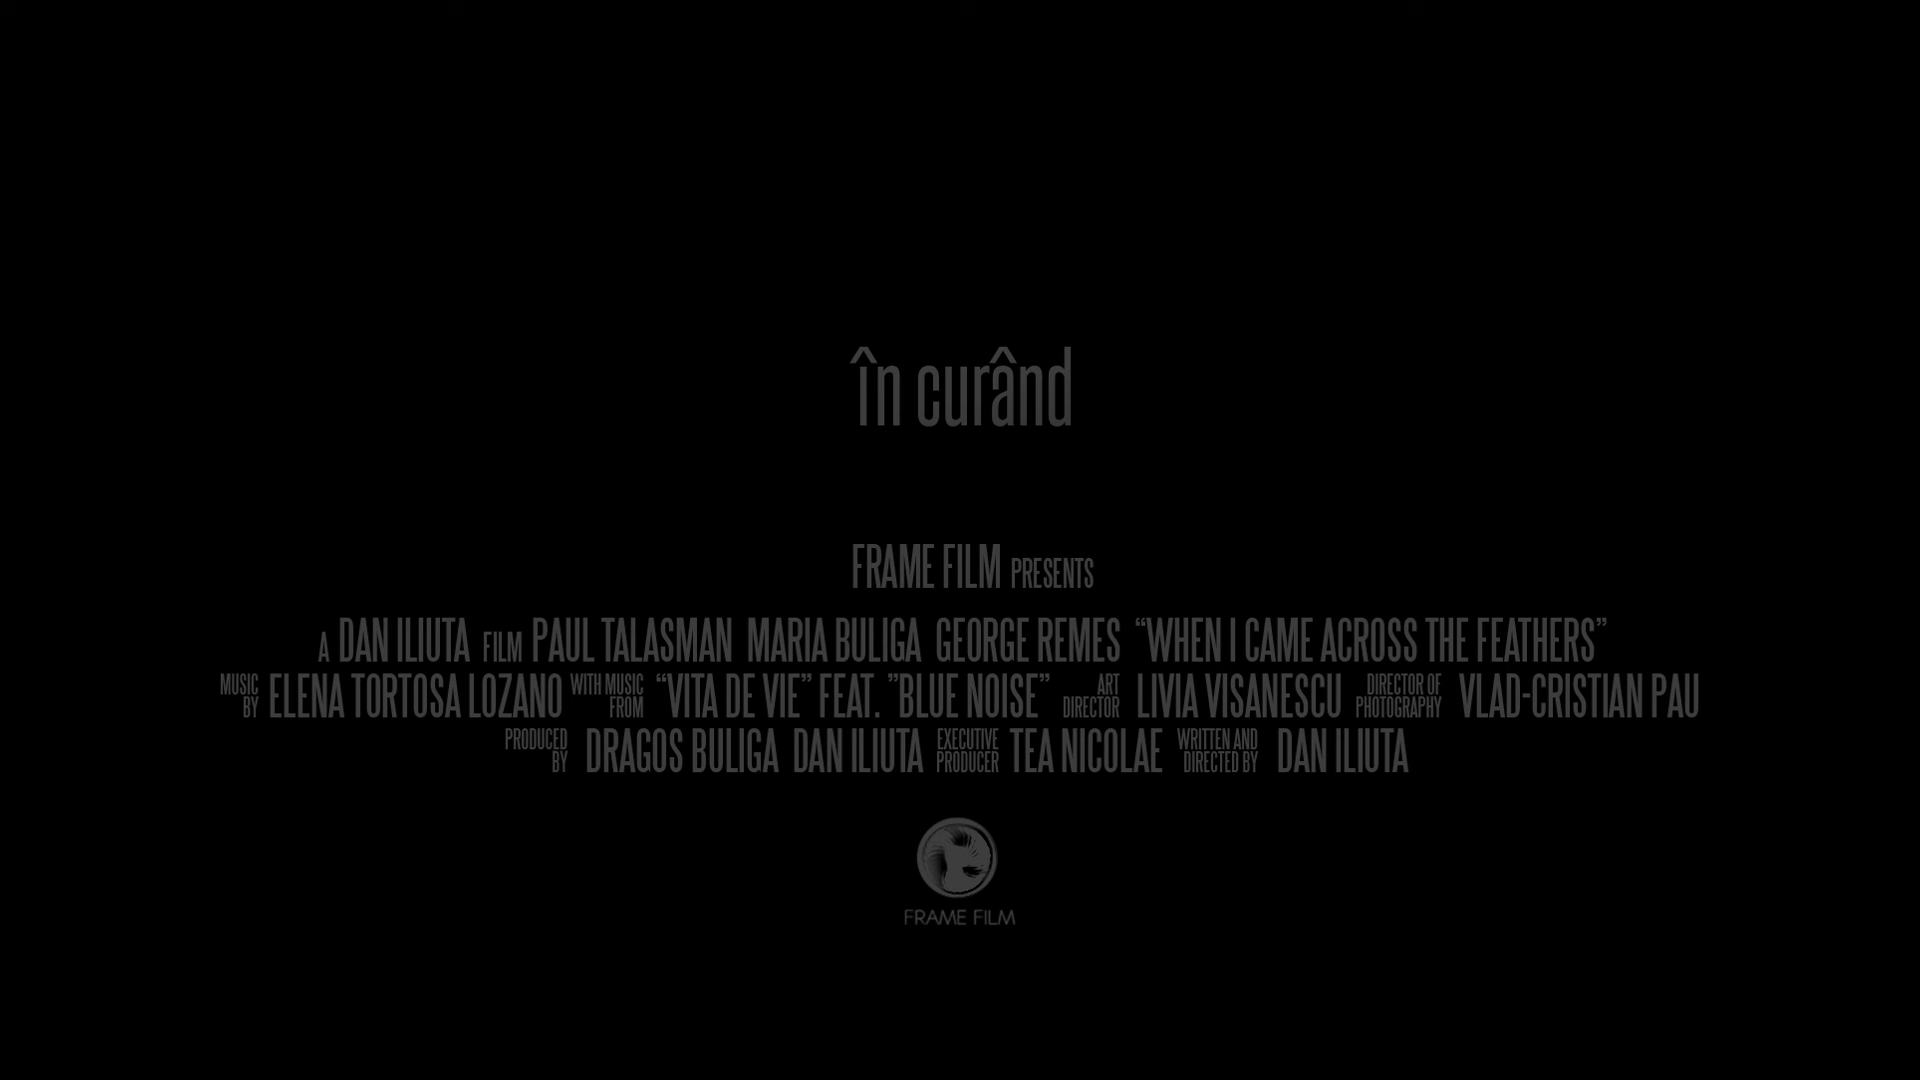 în curând
FRAME FILM PRESENTS
A DAN ILIUTA FILM PAUL TALASMAN MARIA BULIGA GEORGE REMES “WHEN I CAME ACROSS THE FEATHERS”
MUSIC BY ELENA TORTOSA LOZANO WITH MUSIC FROM “VITA DE VIE” FEAT. ”BLUE NOISE” ART DIRECTOR LIVIA VISANESCU DIRECTOR OF PHOTOGRAPHY VLAD-CRISTIAN PAU
PRODUCED BY DRAGOS BULIGA DAN ILIUTA EXECUTIVE PRODUCER TEA NICOLAE WRITTEN AND DIRECTED BY DAN ILIUTA
FRAME FILM